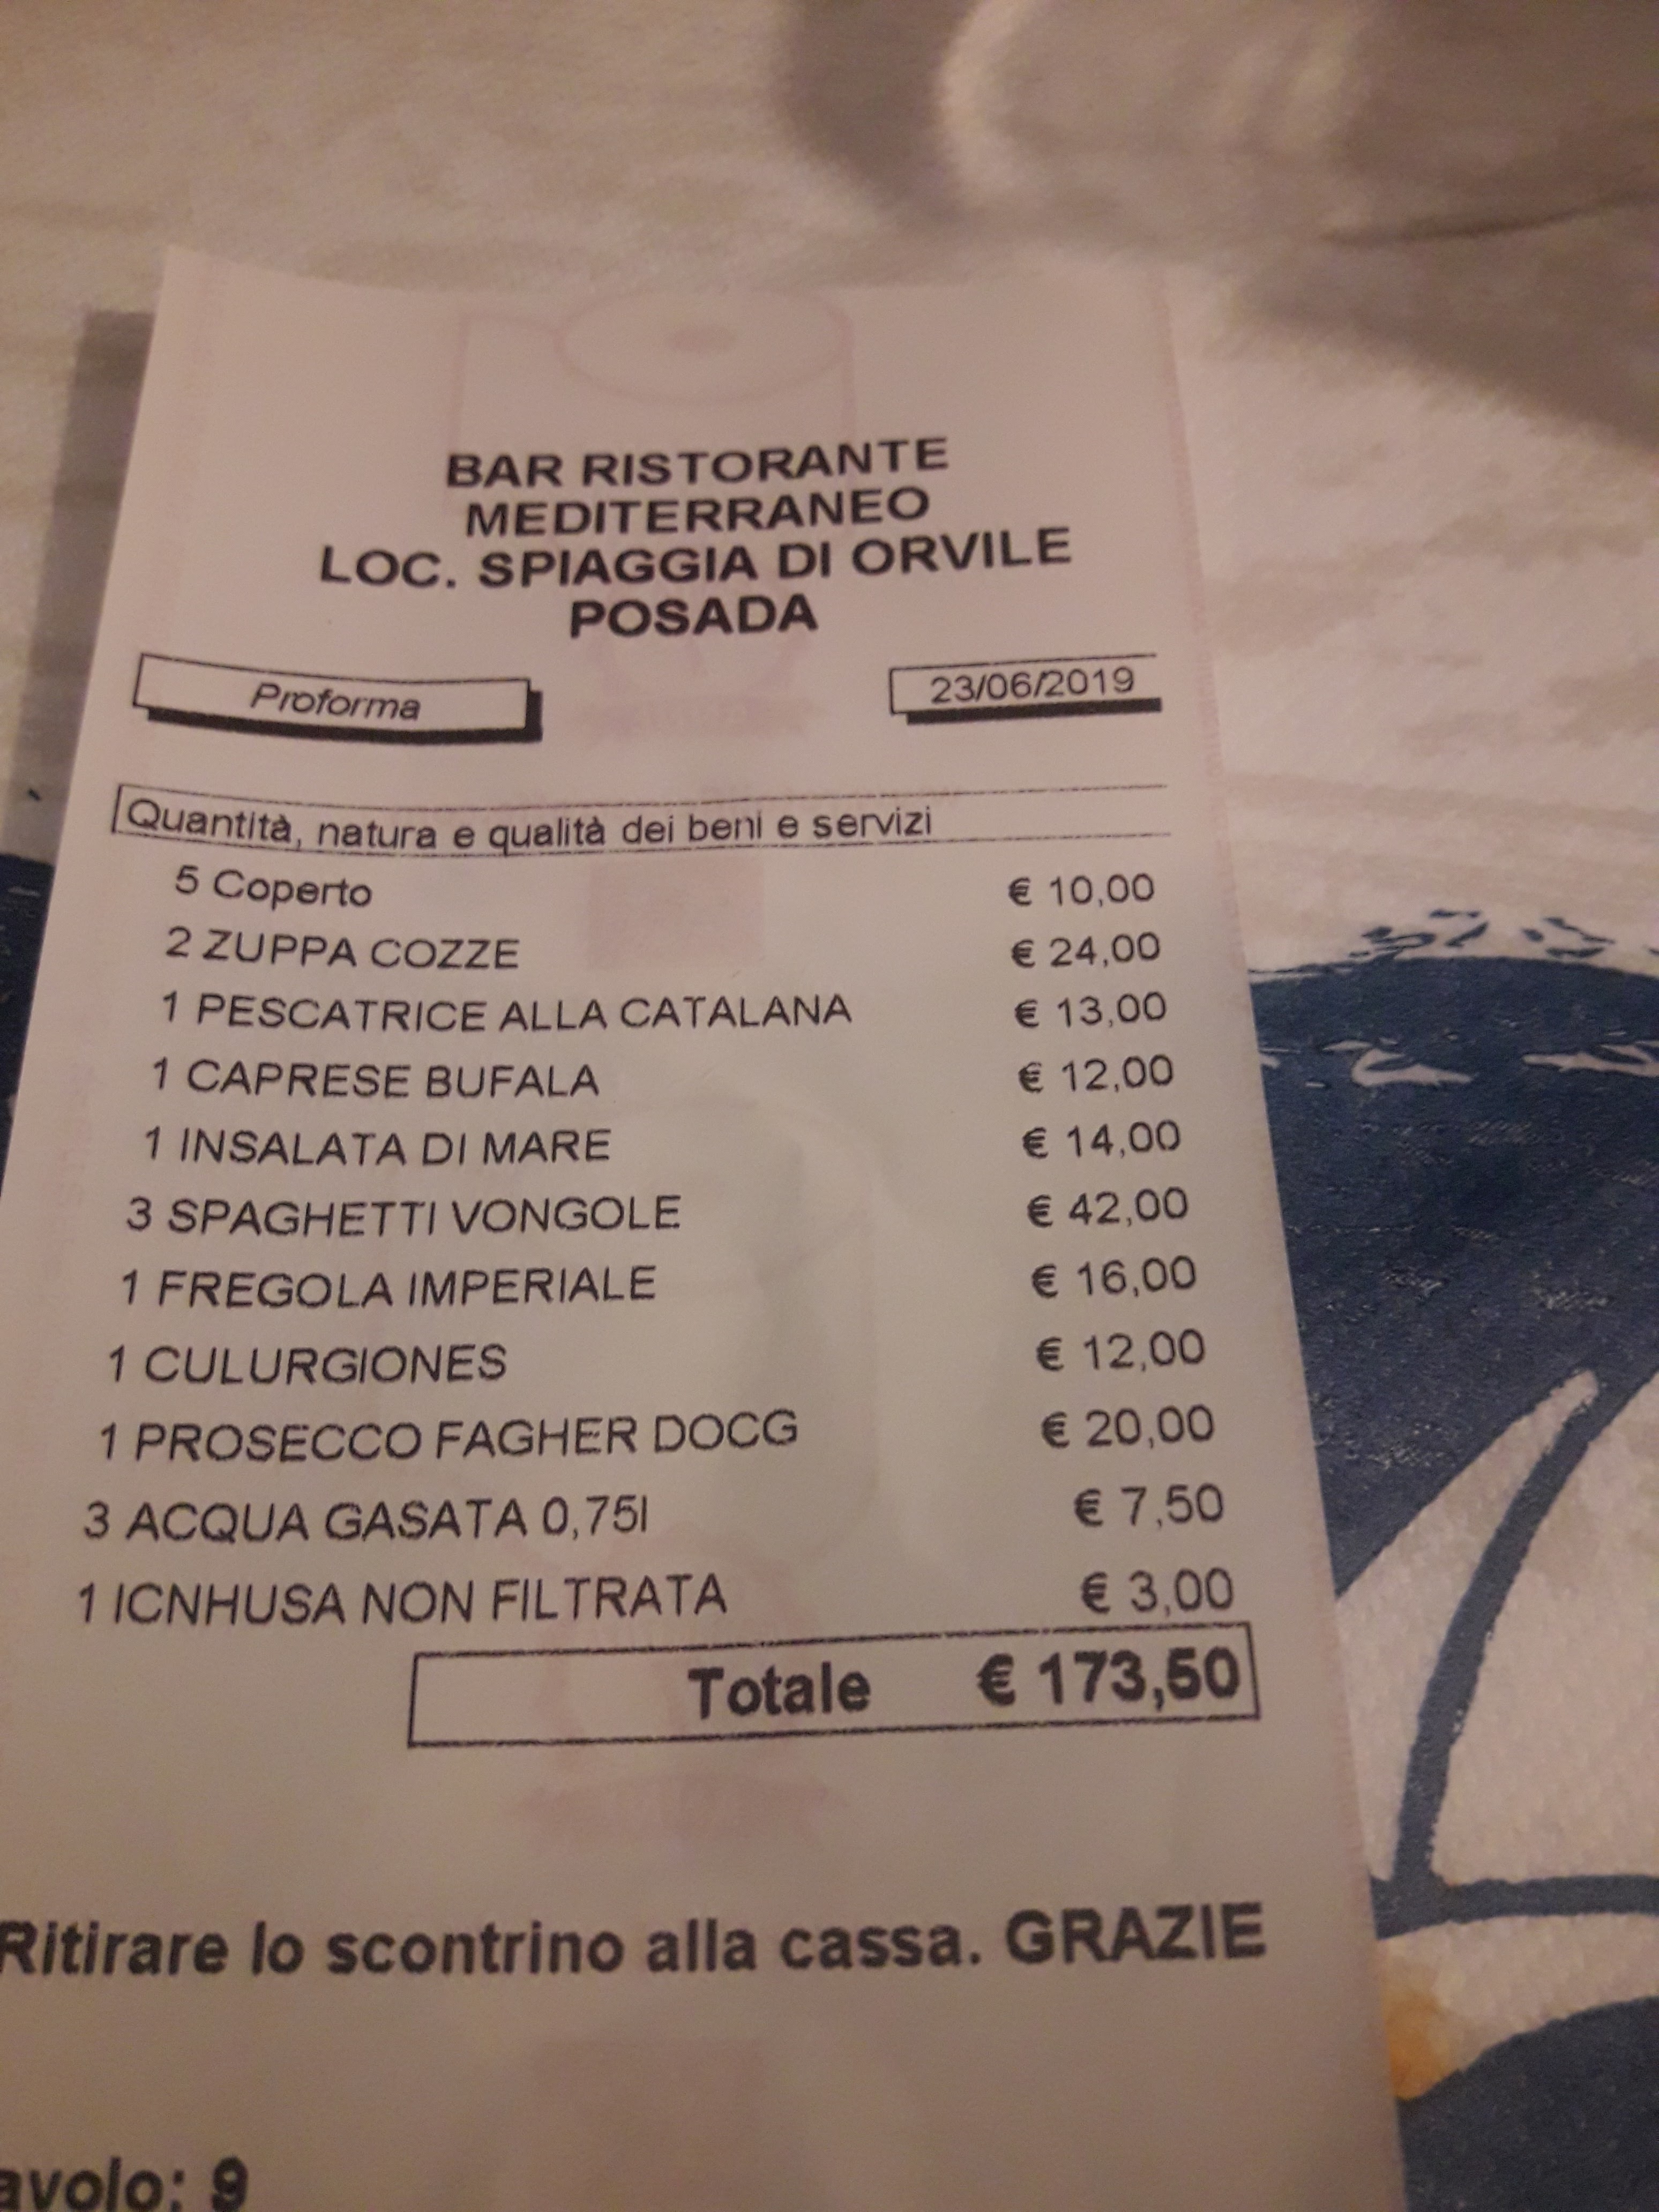 BAR RISTORANTE
MEDITERRANEO
LOC. SPIAGGIA DI ORVILE
POSADA
Proforma 23/06/2019
Quantità, natura e qualità dei beni e servizi
5 Coperto € 10,00
2 ZUPPA COZZE € 24,00
1 PESCATRICE ALLA CATALANA € 13,00
1 CAPRESE BUFALA € 12,00
1 INSALATA DI MARE € 14,00
3 SPAGHETTI VONGOLE € 42,00
1 FREGOLA IMPERIALE € 16,00
1 CULURGIONES € 12,00
1 PROSECCO FAGHER DOCG € 20,00
3 ACQUA GASATA 0,75l € 7,50
1 ICNHUSA NON FILTRATA € 3,00
Totale € 173,50
Ritirare lo scontrino alla cassa. GRAZIE
avolo: 9